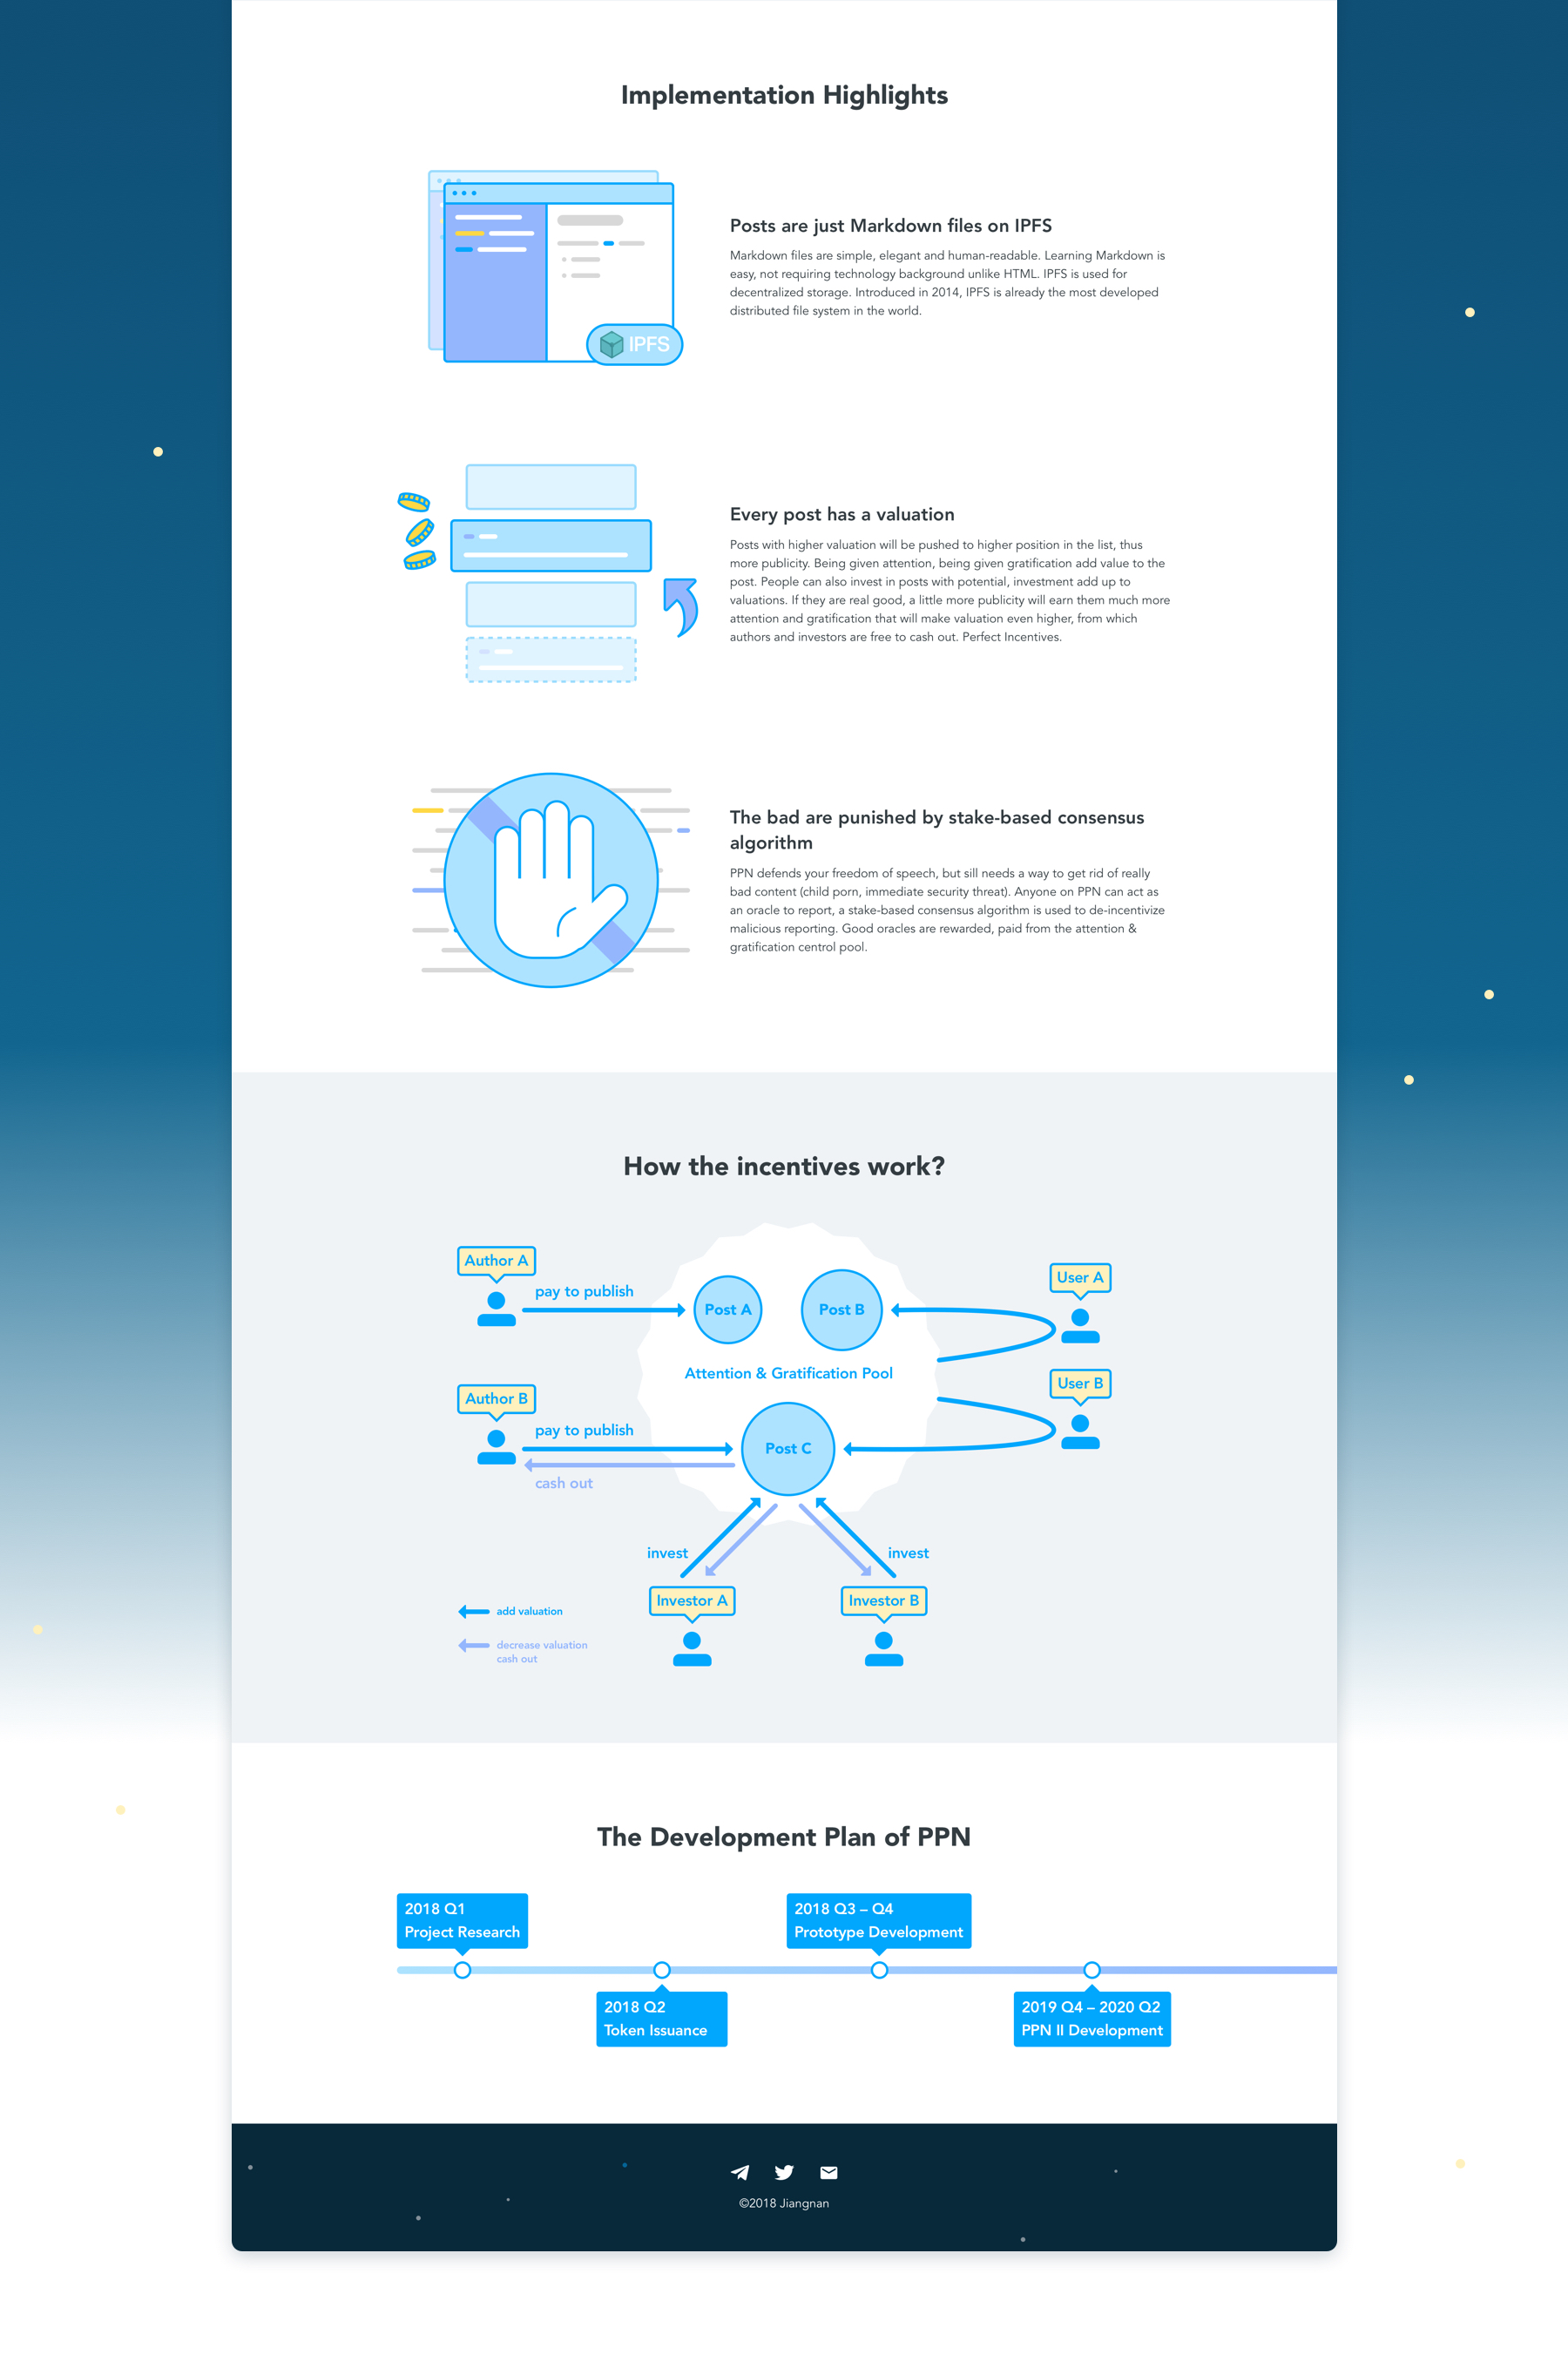 Implementation Highlights
IPFS
Posts are just Markdown files on IPFS
Markdown files are simple, elegant and human-readable. Learning Markdown is
easy, not requiring technology background unlike HTML. IPFS is used for
decentralized storage. Introduced in 2014, IPFS is already the most developed
distributed file system in the world.
Every post has a valuation
Posts with higher valuation will be pushed to higher position in the list, thus
more publicity. Being given attention, being given gratification add value to the
post. People can also invest in posts with potential, investment add up to
valuations. If they are real good, a little more publicity will earn them much more
attention and gratification that will make valuation even higher, from which
authors and investors are free to cash out. Perfect Incentives.
The bad are punished by stake-based consensus
algorithm
PPN defends your freedom of speech, but sill needs a way to get rid of really
bad content (child porn, immediate security threat). Anyone on PPN can act as
an oracle to report, a stake-based consensus algorithm is used to de-incentivize
malicious reporting. Good oracles are rewarded, paid from the attention &
gratification centrol pool.
How the incentives work?
Author A
pay to publish
Post A
Post B
User A
Attention & Gratification Pool
User B
Author B
pay to publish
Post C
cash out
invest
invest
Investor A
Investor B
add valuation
decrease valuation
cash out
The Development Plan of PPN
2018 Q1
Project Research
2018 Q3 – Q4
Prototype Development
2018 Q2
Token Issuance
2019 Q4 – 2020 Q2
PPN II Development
©2018 Jiangnan